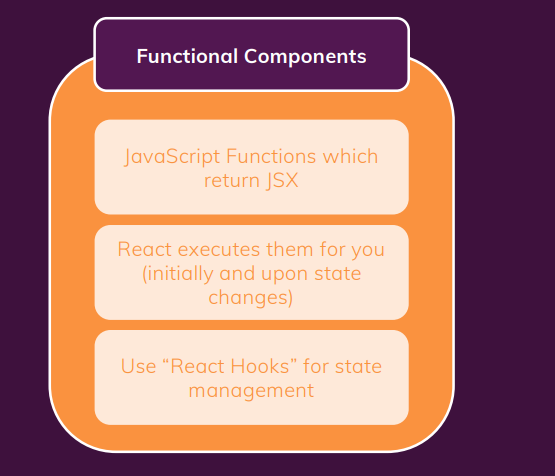 Functional Components
JavaScript Functions which
return JSX
React executes them for you
(initially and upon state
changes)
Use “React Hooks” for state
management